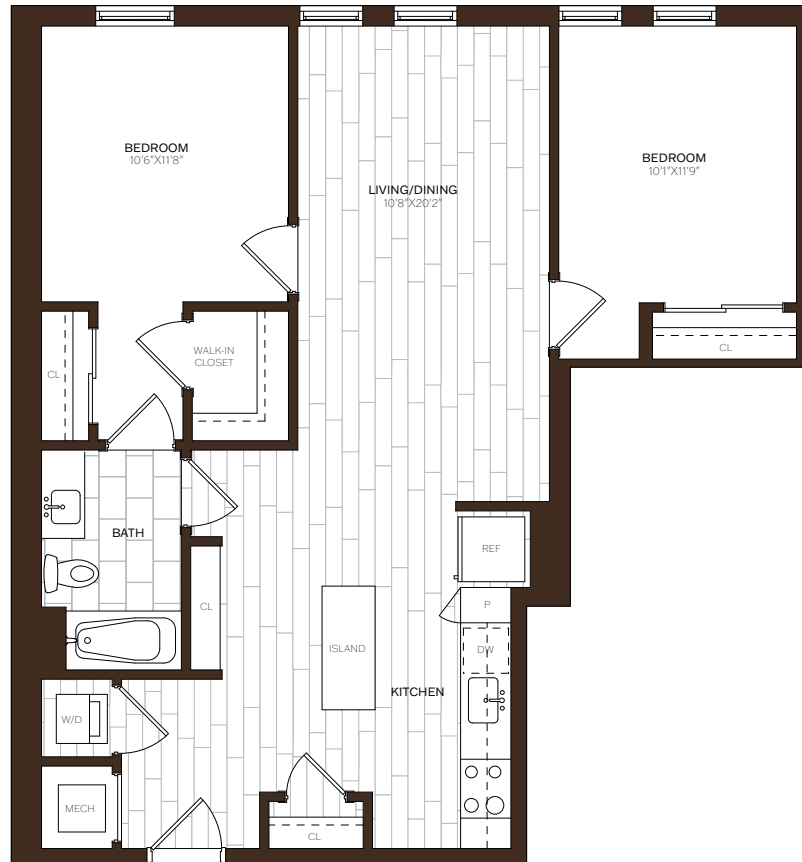 BEDROOM
10'6"X11'8"
BEDROOM
10'1"X11'9"
LIVING/DINING
10'8"X20'2"
WALK-IN
CLOSET
CL
CL
BATH
REF
CL
P
ISLAND
DW
KITCHEN
W/D
MECH
CL